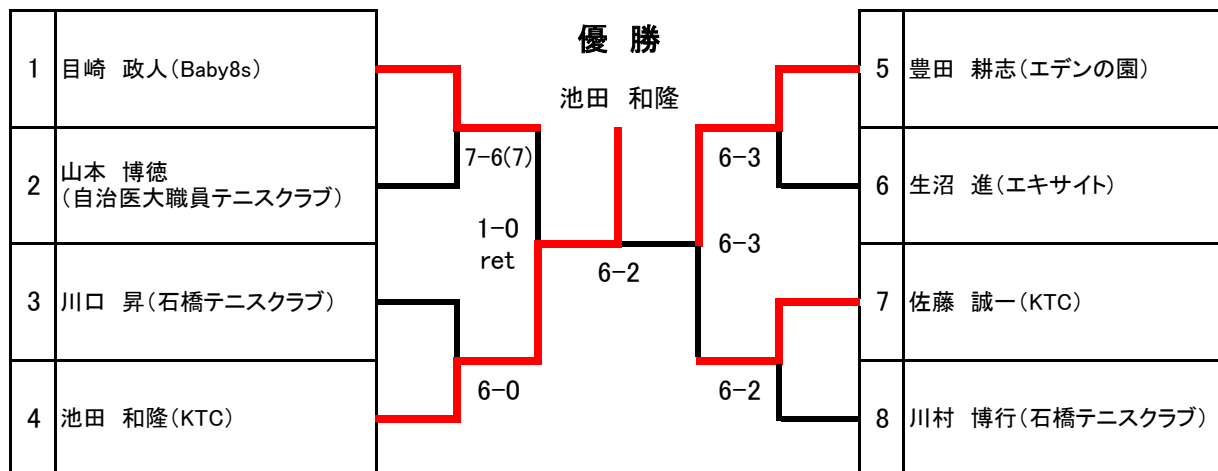 優　勝
池田　和隆
1 目崎　政人(Baby8s)
2 山本　博徳
(自治医大職員テニスクラブ)
3 川口　昇(石橋テニスクラブ)
4 池田　和隆(KTC)
7-6(7)
1-0
ret
6-0
6-2
6-3
6-3
6-2
5 豊田　耕志(エデンの園)
6 生沼　進(エキサイト)
7 佐藤　誠一(KTC)
8 川村　博行(石橋テニスクラブ)